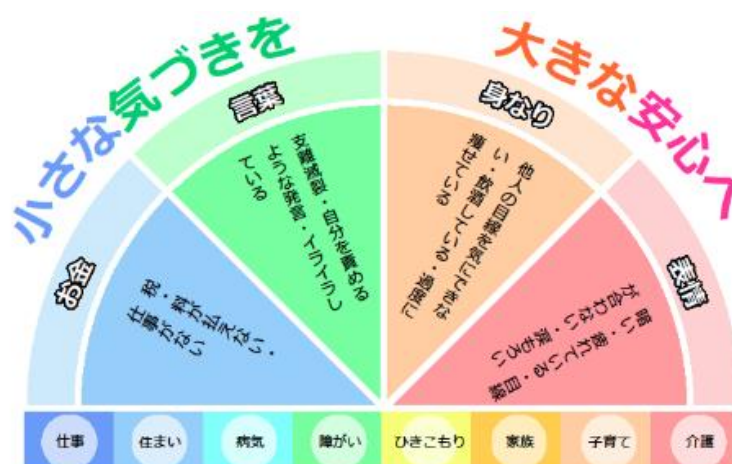 小さな気づきを
大きな安心へ
お金
税・料が払えない・
仕事がない
言葉
支離滅裂・自分を責める
ような発言・イライラし
ている
身なり
他人の目線を気にできな
い・飲酒している・過度に
痩せている
表情
暗い・疲れている・目線
が合わない・涙もろい
仕事
住まい
病気
障がい
ひきこもり
家族
子育て
介護